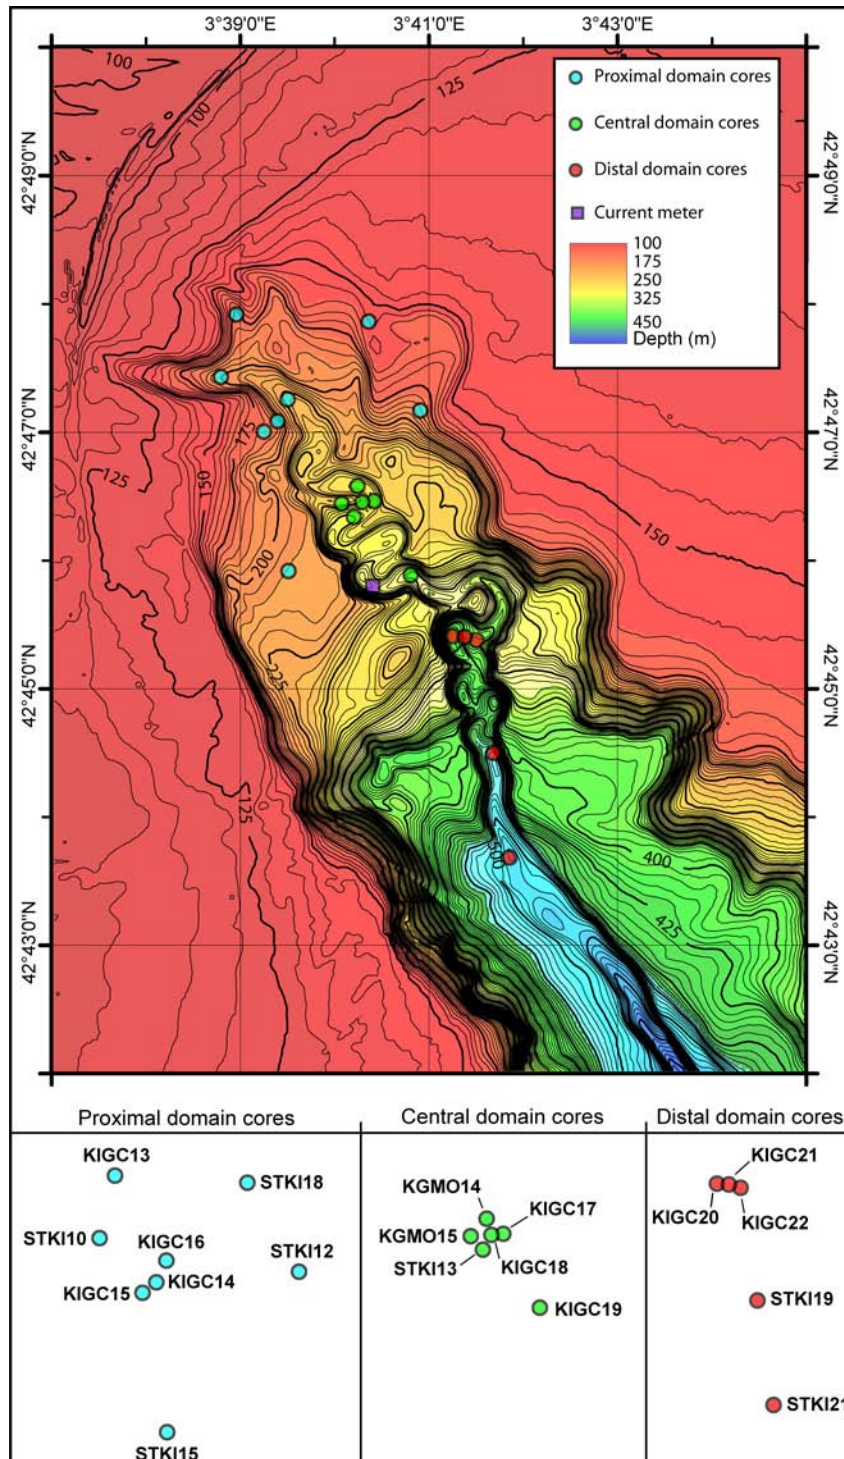 3°39'0"E 3°41'0"E 3°43'0"E
Proximal domain cores
Central domain cores
Distal domain cores
Current meter
100
175
250
325
450
Depth (m)
42°49'0"N 42°49'0"N
42°47'0"N 42°47'0"N
42°45'0"N 42°45'0"N
42°43'0"N 42°43'0"N
100
100
125
125
150
175
150
200
225
125
400
425
500
Proximal domain cores
KIGC13
STKI18
STKI10
KIGC16
STKI12
KIGC14
KIGC15
STKI15
Central domain cores
KGMO14
KIGC17
KGMO15
STKI13
KIGC18
KIGC19
Distal domain cores
KIGC21
KIGC20
KIGC22
STKI19
STKI21